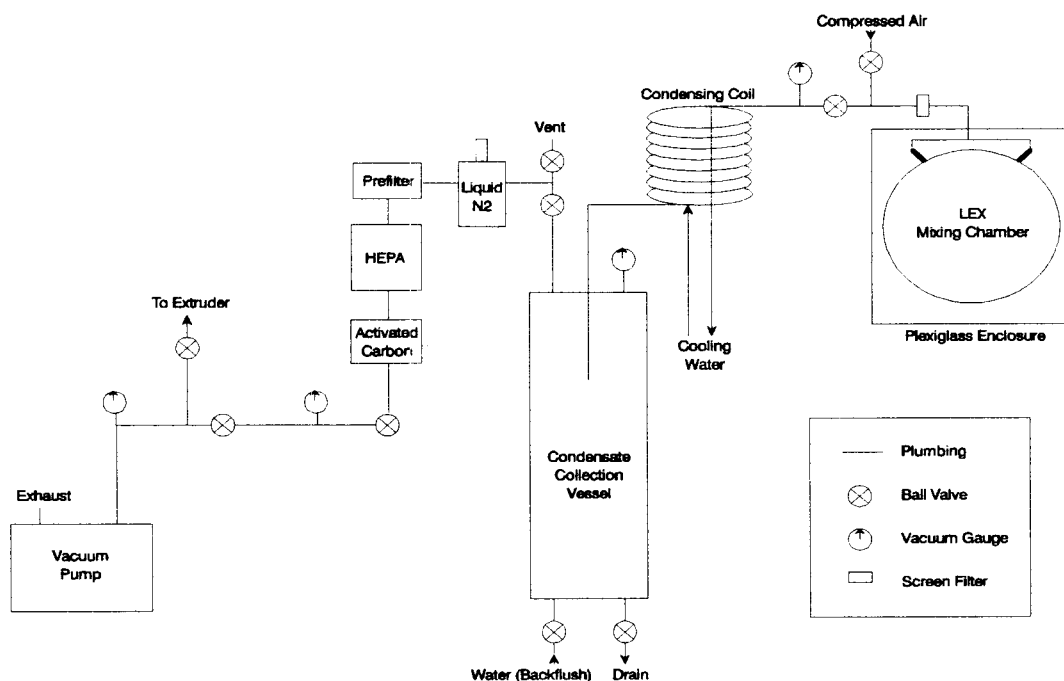 Compressed Air
Condensing Coil
Vent
Prefilter
Liquid
N2
LEX
Mixing Chamber
HEPA
To Extruder
Activated
Carbon
Plexiglass Enclosure
Cooling
Water
Condensate
Collection
Vessel
Plumbing
Exhaust
Ball Valve
Vacuum
Pump
Vacuum Gauge
Screen Filter
Water (Backflush)
Drain